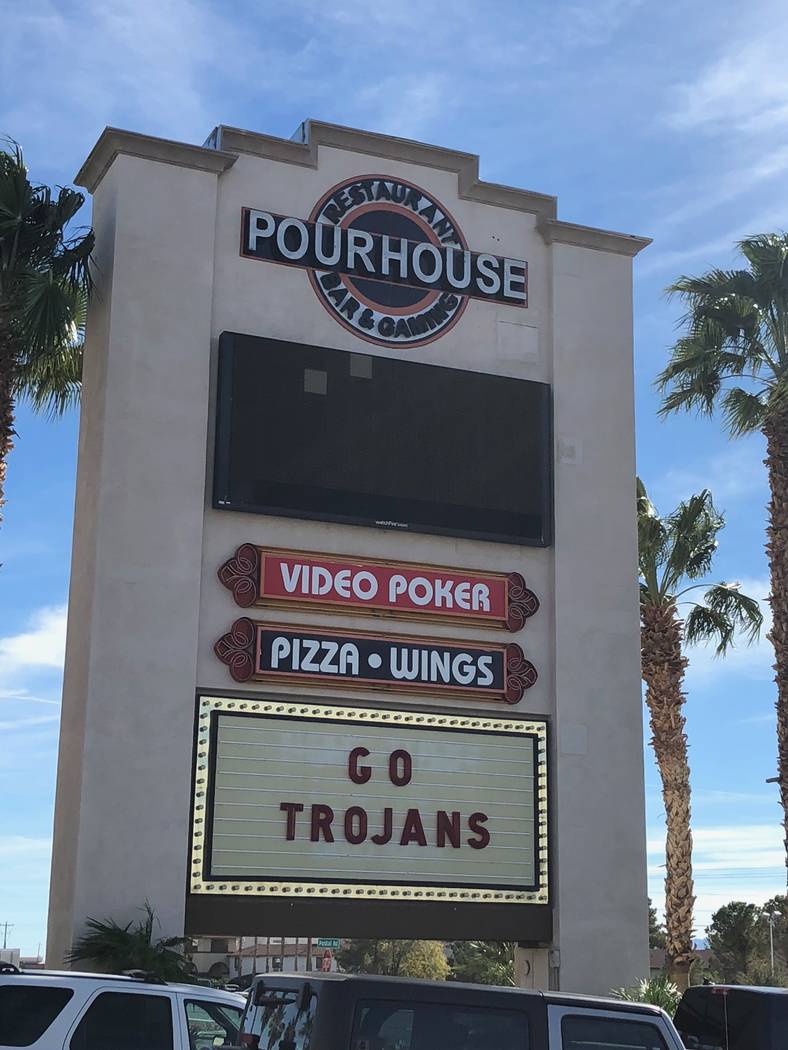 RESTAURANT
POURHOUSE
BAR & GAMING
VIDEO POKER
PIZZA • WINGS
GO
TROJANS